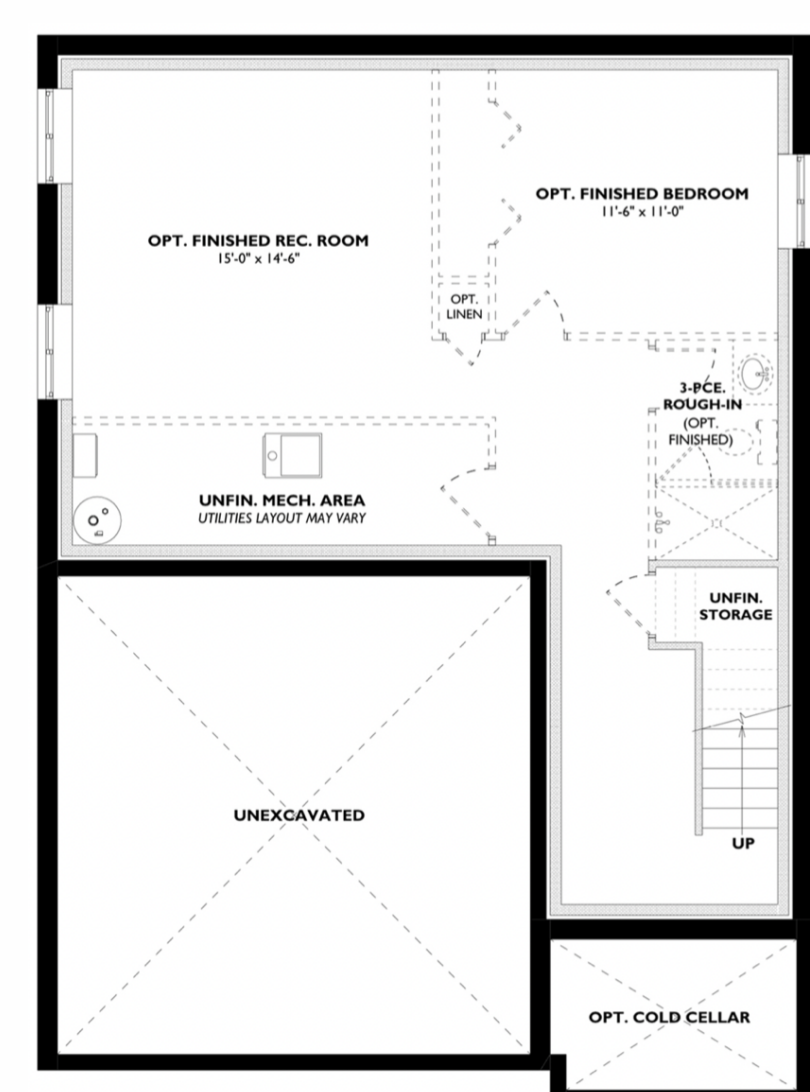 OPT. FINISHED BEDROOM
11'-6" x 11'-0"
OPT. FINISHED REC. ROOM
15'-0" x 14'-6"
OPT.
LINEN
3-PCE.
ROUGH-IN
(OPT.
FINISHED)
UNFIN. MECH. AREA
UTILITIES LAYOUT MAY VARY
UNFIN.
STORAGE
UNEXCAVATED
UP
OPT. COLD CELLAR